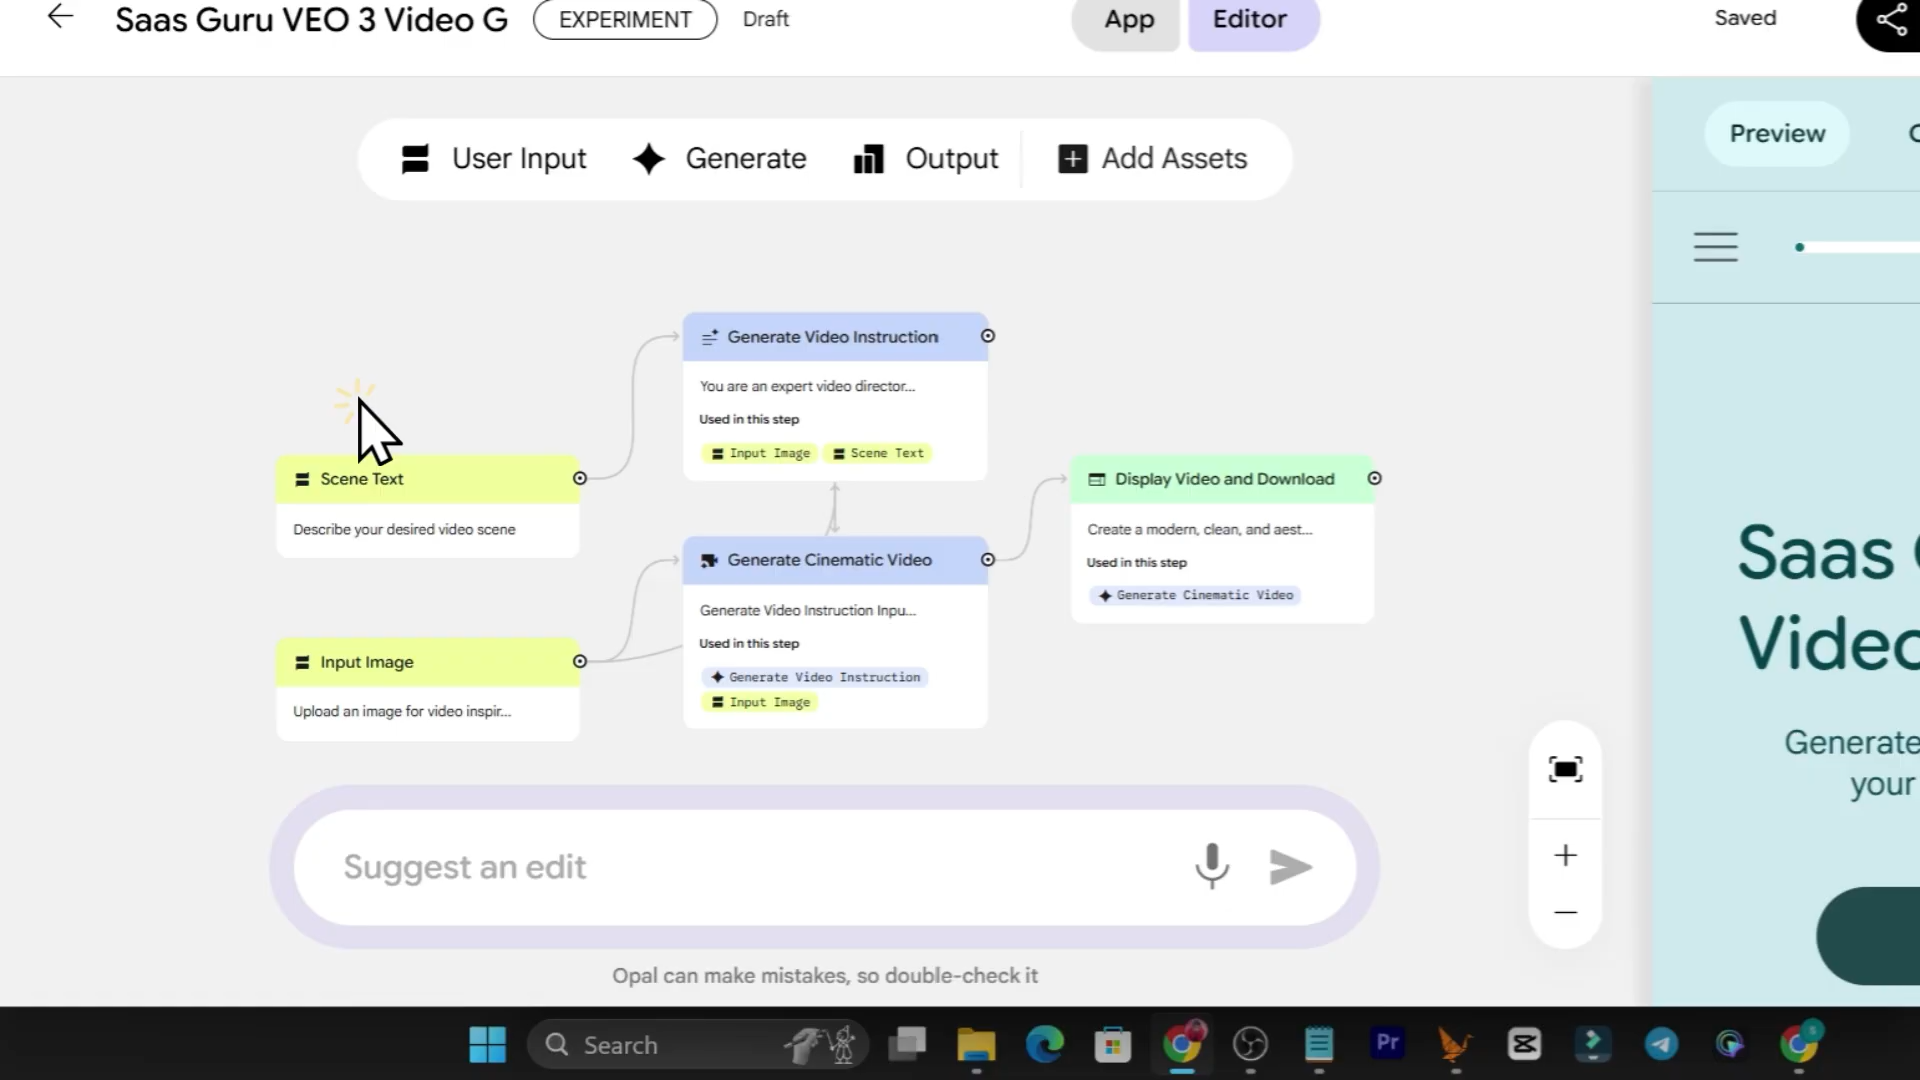 Saas Guru VEO 3 Video G
EXPERIMENT
Draft
App
Editor
Saved
User Input
Generate
Output
Add Assets
Preview
Generate Video Instruction
You are an expert video director...
Used in this step
Input Image
Scene Text
Scene Text
Describe your desired video scene
Display Video and Download
Create a modern, clean, and aest...
Used in this step
Generate Cinematic Video
Generate Cinematic Video
Generate Video Instruction Inpu...
Used in this step
Generate Video Instruction
Input Image
Input Image
Upload an image for video inspir...
Saas
Video
Generate
your
Suggest an edit
Opal can make mistakes, so double-check it
Search
Pr